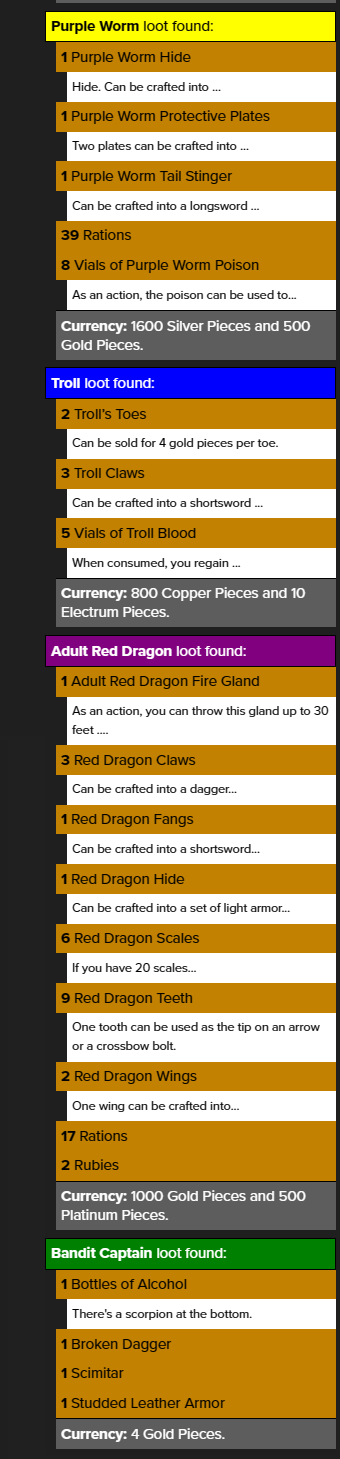 Purple Worm loot found:
1 Purple Worm Hide
Hide. Can be crafted into ...
1 Purple Worm Protective Plates
Two plates can be crafted into ...
1 Purple Worm Tail Stinger
Can be crafted into a longsword ...
39 Rations
8 Vials of Purple Worm Poison
As an action, the poison can be used to...
Currency: 1600 Silver Pieces and 500
Gold Pieces.
Troll loot found:
2 Troll's Toes
Can be sold for 4 gold pieces per toe.
3 Troll Claws
Can be crafted into a shortsword ...
5 Vials of Troll Blood
When consumed, you regain ...
Currency: 800 Copper Pieces and 10
Electrum Pieces.
Adult Red Dragon loot found:
1 Adult Red Dragon Fire Gland
As an action, you can throw this gland up to 30
feet ....
3 Red Dragon Claws
Can be crafted into a dagger...
1 Red Dragon Fangs
Can be crafted into a shortsword...
1 Red Dragon Hide
Can be crafted into a set of light armor...
6 Red Dragon Scales
If you have 20 scales...
9 Red Dragon Teeth
One tooth can be used as the tip on an arrow
or a crossbow bolt.
2 Red Dragon Wings
One wing can be crafted into...
17 Rations
2 Rubies
Currency: 1000 Gold Pieces and 500
Platinum Pieces.
Bandit Captain loot found:
1 Bottles of Alcohol
There's a scorpion at the bottom.
1 Broken Dagger
1 Scimitar
1 Studded Leather Armor
Currency: 4 Gold Pieces.